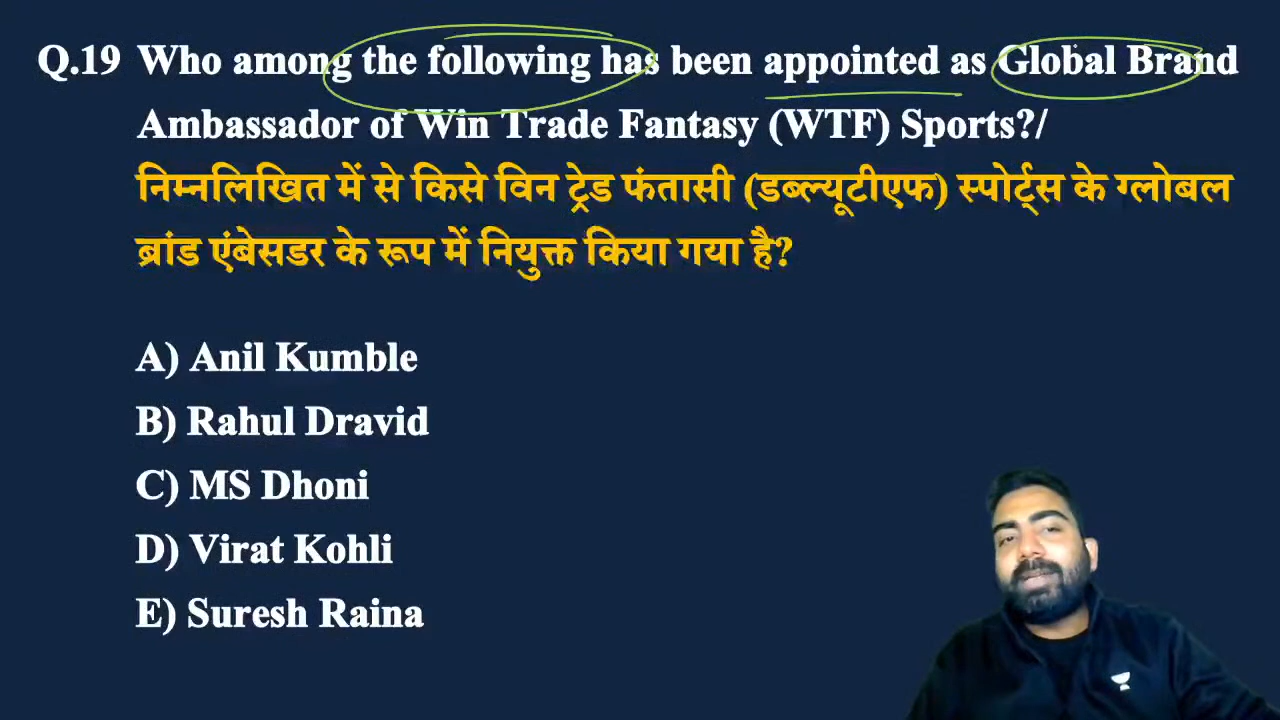 Q.19 Who among the following has been appointed as Global Brand
Ambassador of Win Trade Fantasy (WTF) Sports?/
निम्नलिखित में से किसे विन ट्रेड फंतासी (डब्ल्यूटीएफ) स्पोर्ट्स के ग्लोबल
ब्रांड एंबेसडर के रूप में नियुक्त किया गया है?
A) Anil Kumble
B) Rahul Dravid
C) MS Dhoni
D) Virat Kohli
E) Suresh Raina